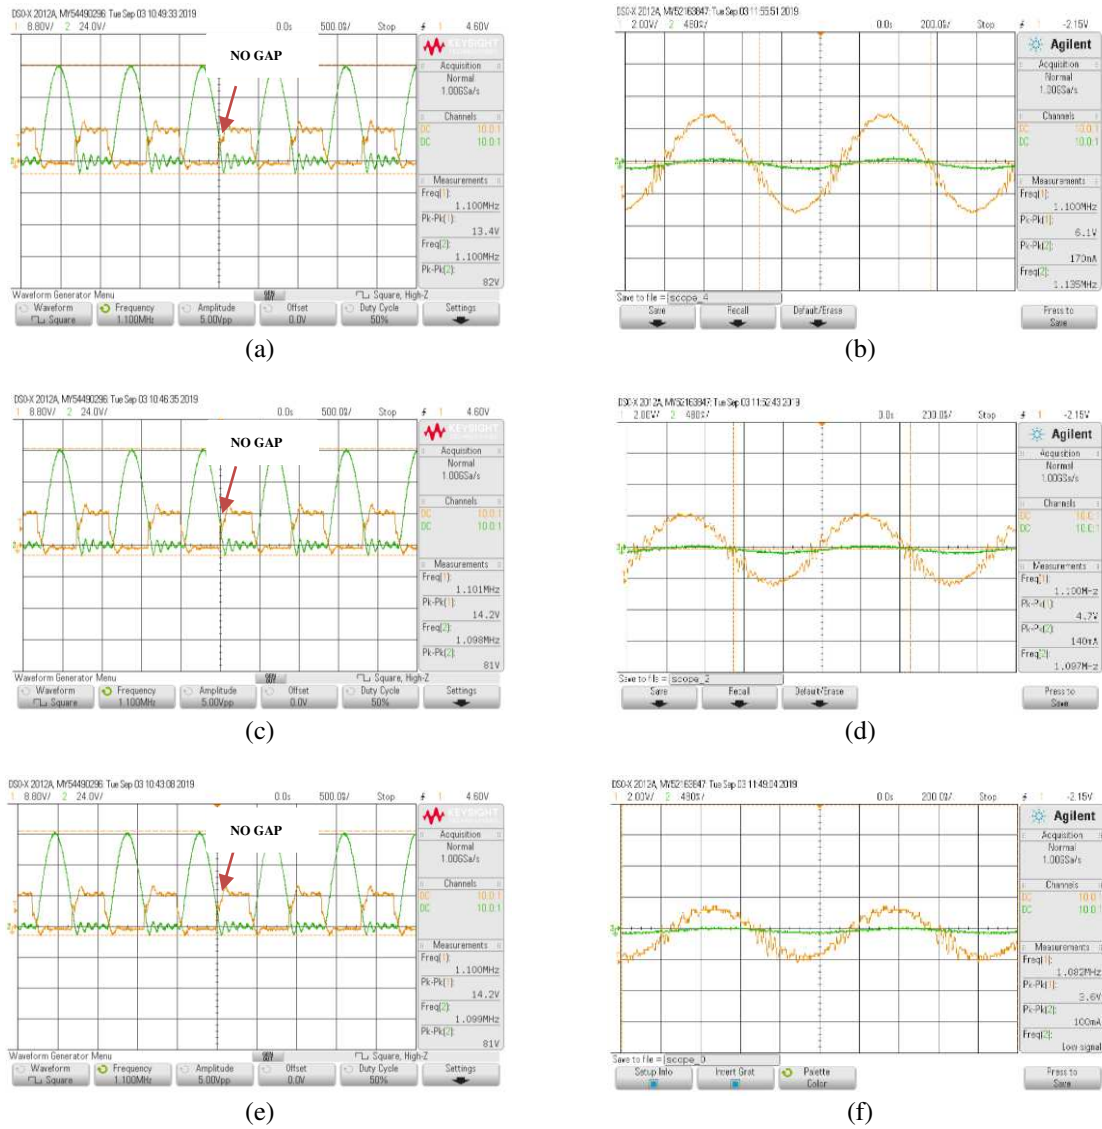 DSO-X 2012A, MY54490296: Tue Sep 03 10:49:33 2019
1 8.80V/ 2 24.0V/ 0.0s 500.0%/ Stop 1 4.60V
NO GAP
KEYSIGHT
Acquisition
Normal
1.00GSa/s
Channels
DC 10.0:1
DC 10.0:1
Measurements
Freq(1):
1.100MHz
Pk-Pk(1):
13.4V
Freq(2):
1.100MHz
Pk-Pk(2):
82V
Waveform Generator Menu
Square, High-Z
Waveform Frequency Amplitude Offset Duty Cycle Settings
Square 1.100MHz 5.00Vpp 0.0V 50%
(a)
DSO-X 2012A, MY52163847: Tue Sep 03 11:55:51 2019
1 2.00V/ 2 480%/ 0.0s 200.0%/ Stop 1 -2.15V
Agilent
Acquisition
Normal
1.00GSa/s
Channels
DC 10.0:1
DC 10.0:1
Measurements
Freq(1):
1.100MHz
Pk-Pk(1):
6.1V
Pk-Pk(2):
170mA
Freq(2):
1.135MHz
Save to file = scope_4
Save Recall Default/Erase Press to
Save
(b)
DSO-X 2012A, MY54490296: Tue Sep 03 10:46:35 2019
1 8.80V/ 2 24.0V/ 0.0s 500.0%/ Stop 1 4.60V
NO GAP
KEYSIGHT
Acquisition
Normal
1.00GSa/s
Channels
DC 10.0:1
DC 10.0:1
Measurements
Freq(1):
1.101MHz
Pk-Pk(1):
14.2V
Freq(2):
1.098MHz
Pk-Pk(2):
81V
Waveform Generator Menu
Square, High-Z
Waveform Frequency Amplitude Offset Duty Cycle Settings
Square 1.100MHz 5.00Vpp 0.0V 50%
(c)
DSO-X 2012A, MY52163847: Tue Sep 03 11:52:43 2019
1 2.00V/ 2 480%/ 0.0s 200.0%/ Stop 1 -2.15V
Agilent
Acquisition
Normal
1.00GSa/s
Channels
DC 10.0:1
DC 10.0:1
Measurements
Freq(1):
1.100MHz
Pk-Pk(1):
4.7V
Pk-Pk(2):
140mA
Freq(2):
1.097MHz
Save to file = scope_2
Save Recall Default/Erase Press to
Save
(d)
DSO-X 2012A, MY54490296: Tue Sep 03 10:43:08 2019
1 8.80V/ 2 24.0V/ 0.0s 500.0%/ Stop 1 4.60V
NO GAP
KEYSIGHT
Acquisition
Normal
1.00GSa/s
Channels
DC 10.0:1
DC 10.0:1
Measurements
Freq(1):
1.100MHz
Pk-Pk(1):
14.2V
Freq(2):
1.099MHz
Pk-Pk(2):
81V
Waveform Generator Menu
Square, High-Z
Waveform Frequency Amplitude Offset Duty Cycle Settings
Square 1.100MHz 5.00Vpp 0.0V 50%
(e)
DSO-X 2012A, MY52163847: Tue Sep 03 11:49:04 2019
1 2.00V/ 2 480%/ 0.0s 200.0%/ Stop 1 -2.15V
Agilent
Acquisition
Normal
1.00GSa/s
Channels
DC 10.0:1
DC 10.0:1
Measurements
Freq(1):
1.082MHz
Pk-Pk(1):
3.6V
Pk-Pk(2):
100mA
Freq(2):
Low signal
Save to file = scope_0
Setup Info Invert Grat Palette Press to
Color Save
(f)